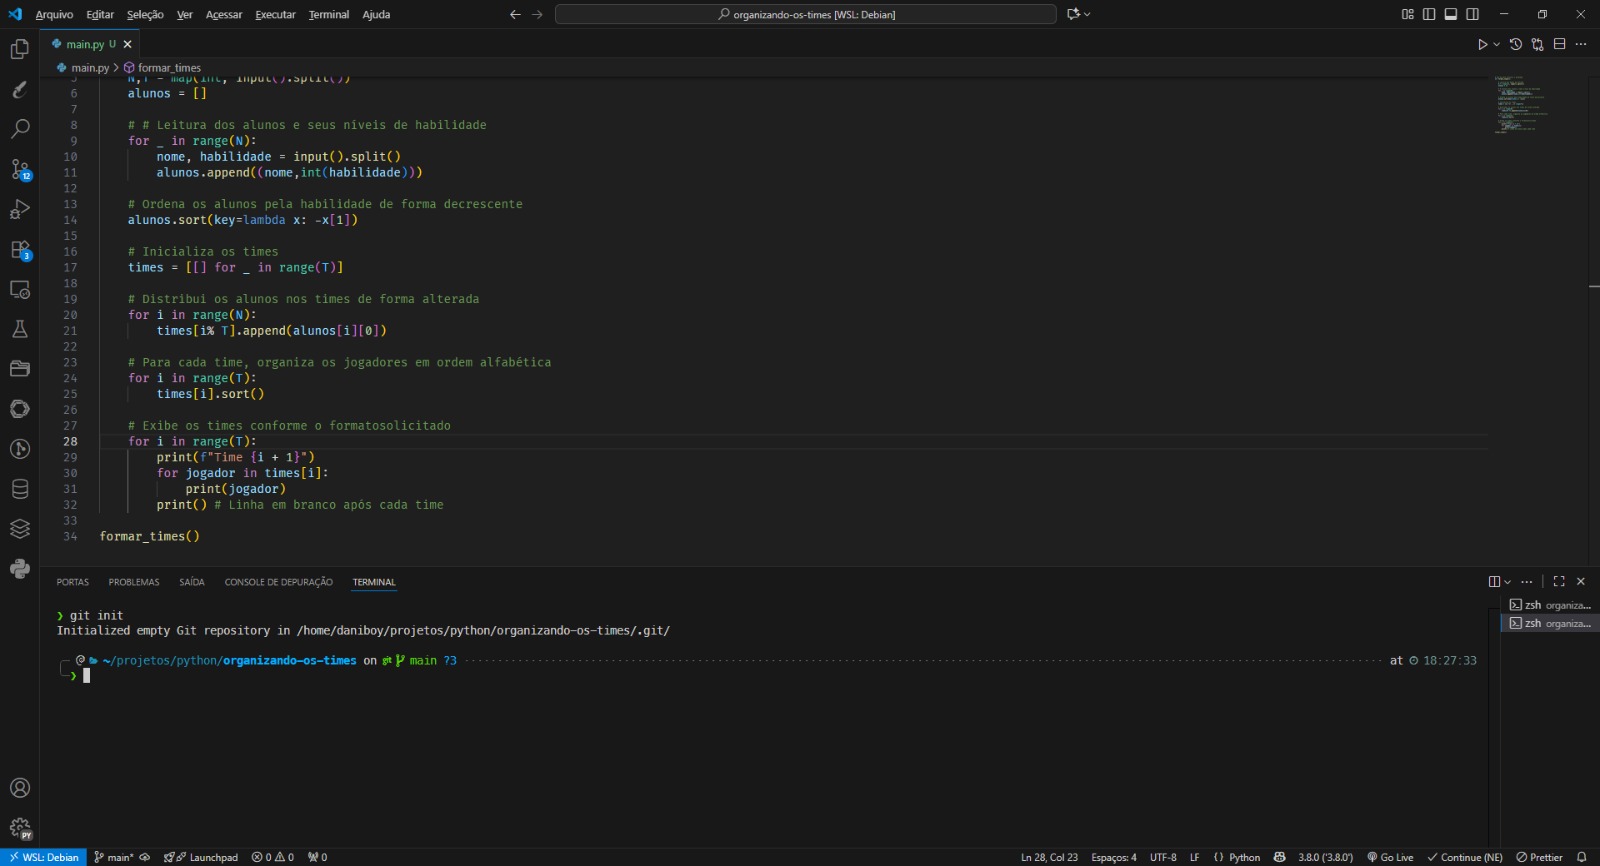 Arquivo Editar Seleção Ver Acessar Executar Terminal Ajuda
organizando-os-times [WSL: Debian]
main.py U
main.py > formar_times
N,T = map(int, input().split())
6 alunos = []
7
8 # # Leitura dos alunos e seus níveis de habilidade
9 for _ in range(N):
10 nome, habilidade = input().split()
11 alunos.append((nome,int(habilidade)))
12
13 # Ordena os alunos pela habilidade de forma decrescente
14 alunos.sort(key=lambda x: -x[1])
15
16 # Inicializa os times
17 times = [[] for _ in range(T)]
18
19 # Distribui os alunos nos times de forma alterada
20 for i in range(N):
21 times[i% T].append(alunos[i][0])
22
23 # Para cada time, organiza os jogadores em ordem alfabética
24 for i in range(T):
25 times[i].sort()
26
27 # Exibe os times conforme o formatosolicitado
28 for i in range(T):
29 print(f"Time {i + 1}")
30 for jogador in times[i]:
31 print(jogador)
32 print() # Linha em branco após cada time
33
34 formar_times()
12
3
PY
PORTAS PROBLEMAS SAÍDA CONSOLE DE DEPURAÇÃO TERMINAL
❯ git init
Initialized empty Git repository in /home/daniboy/projetos/python/organizando-os-times/.git/
~/projetos/python/organizando-os-times on git main ?3 at 18:27:33
❯
zsh organiza...
zsh organiza...
WSL: Debian main* Launchpad 0 0 0 Ln 28, Col 23 Espaços: 4 UTF-8 LF {} Python 3.8.0 ('3.8.0') Go Live Continue (NE) Prettier